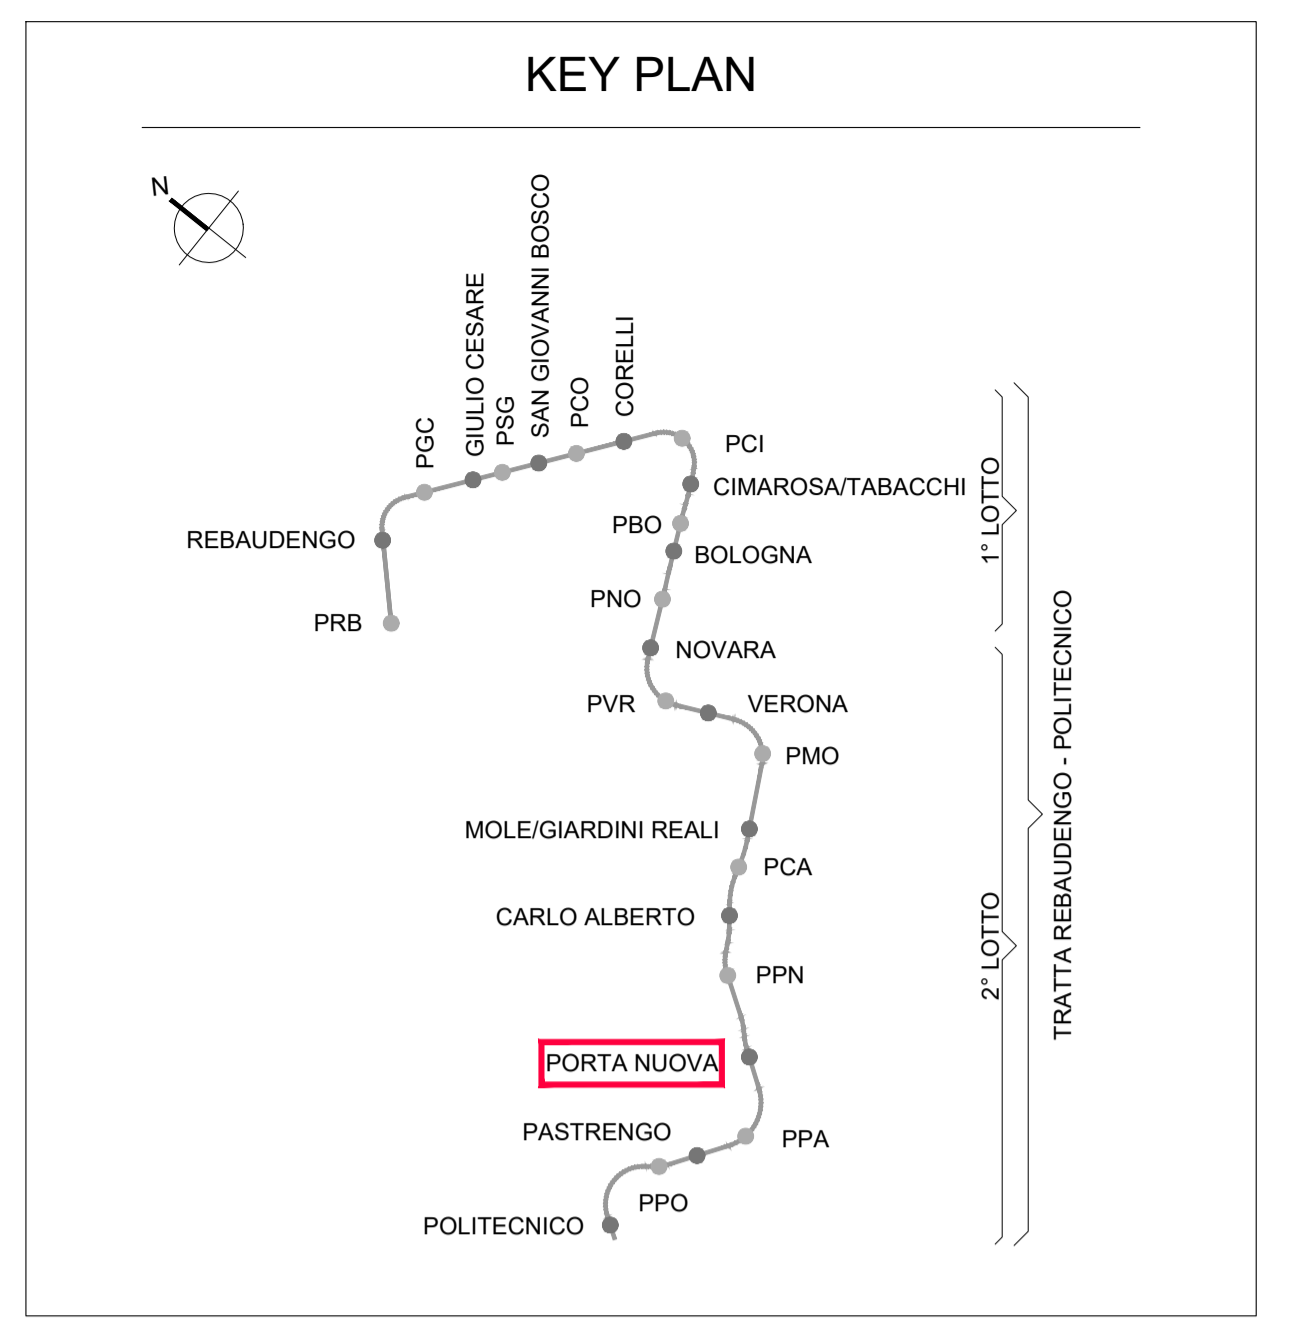 KEY PLAN
N
PGC
GIULIO CESARE
PSG
SAN GIOVANNI BOSCO
PCO
CORELLI
PCI
CIMAROSA/TABACCHI
PBO
REBAUDENGO
BOLOGNA
PNO
PRB
NOVARA
PVR
VERONA
PMO
MOLE/GIARDINI REALI
PCA
CARLO ALBERTO
PPN
PORTA NUOVA
PASTRENGO
PPA
PPO
POLITECNICO
1° LOTTO
2° LOTTO
TRATTA REBAUDENGO - POLITECNICO